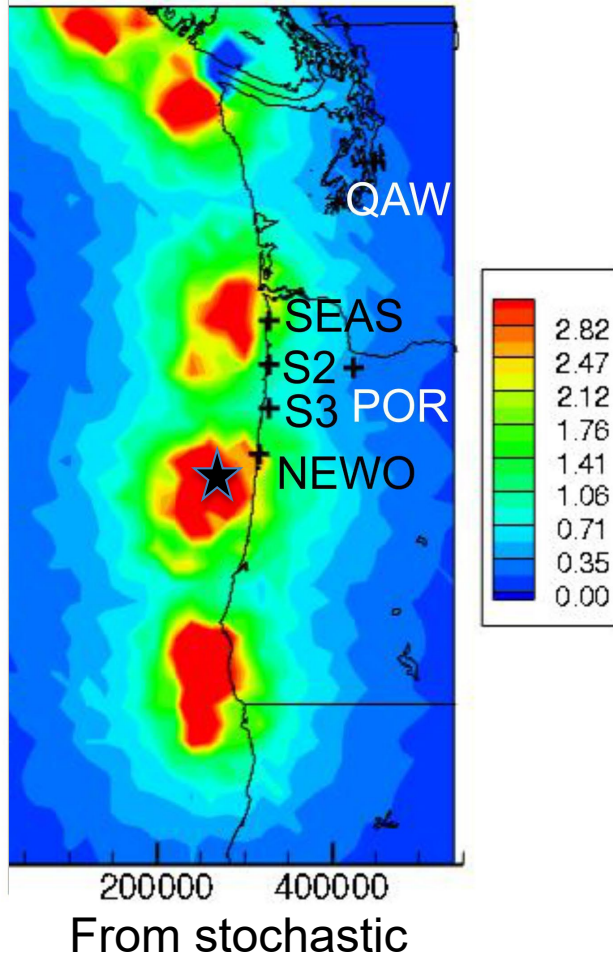 QAW
SEAS
S2
POR
S3
NEWO
2.82
2.47
2.12
1.76
1.41
1.06
0.71
0.35
0.00
200000 400000
From stochastic